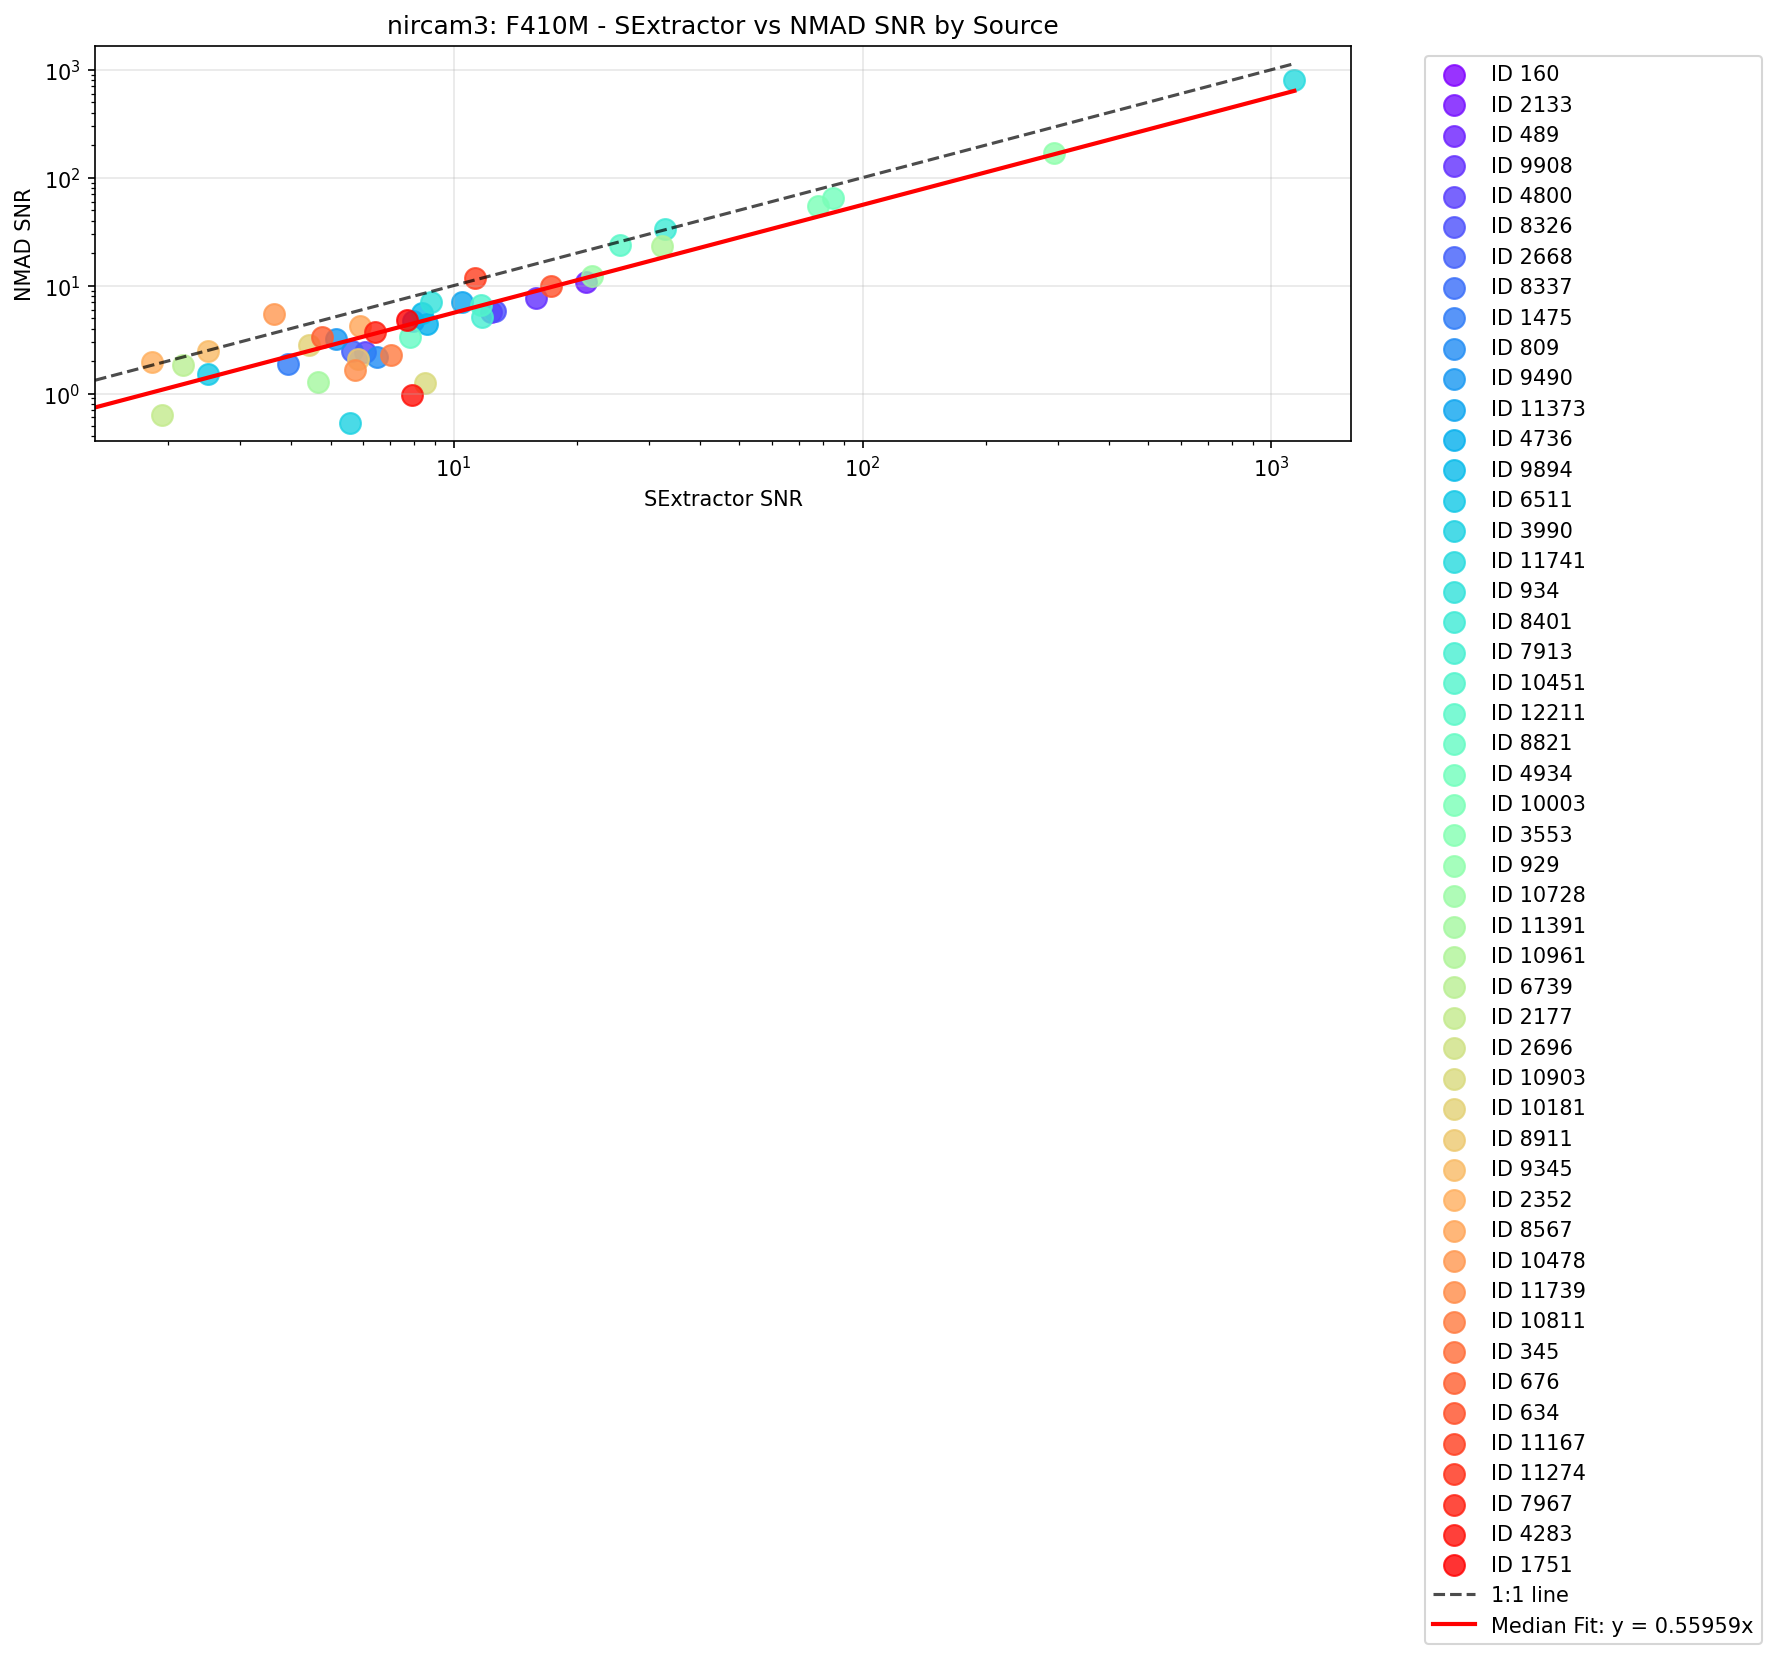 nircam3: F410M - SExtractor vs NMAD SNR by Source
NMAD SNR
10³
10²
10¹
10⁰
10¹
10²
10³
SExtractor SNR
ID 160
ID 2133
ID 489
ID 9908
ID 4800
ID 8326
ID 2668
ID 8337
ID 1475
ID 809
ID 9490
ID 11373
ID 4736
ID 9894
ID 6511
ID 3990
ID 11741
ID 934
ID 8401
ID 7913
ID 10451
ID 12211
ID 8821
ID 4934
ID 10003
ID 3553
ID 929
ID 10728
ID 11391
ID 10961
ID 6739
ID 2177
ID 2696
ID 10903
ID 10181
ID 8911
ID 9345
ID 2352
ID 8567
ID 10478
ID 11739
ID 10811
ID 345
ID 676
ID 634
ID 11167
ID 11274
ID 7967
ID 4283
ID 1751
1:1 line
Median Fit: y = 0.55959x